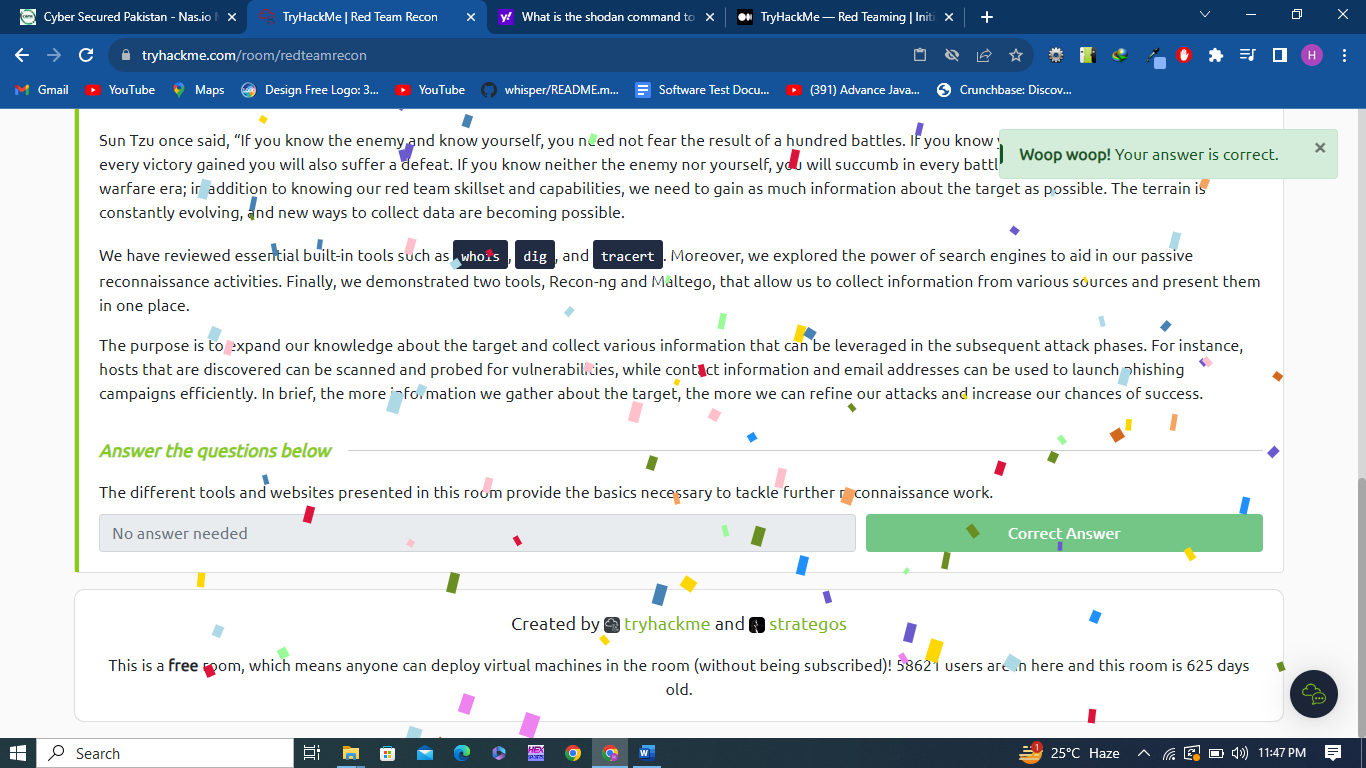 Cyber Secured Pakistan - Nas.io
TryHackMe | Red Team Recon
What is the shodan command to
TryHackMe — Red Teaming | Initi
tryhackme.com/room/redteamrecon
H
Gmail
YouTube
Maps
Design Free Logo: 3...
YouTube
whisper/README.m...
Software Test Docu...
(391) Advance Java...
Crunchbase: Discov...
Sun Tzu once said, “If you know the enemy and know yourself, you need not fear the result of a hundred battles. If you know
every victory gained you will also suffer a defeat. If you know neither the enemy nor yourself, you will succumb in every battl
warfare era; in addition to knowing our red team skillset and capabilities, we need to gain as much information about the target as possible. The terrain is
constantly evolving, and new ways to collect data are becoming possible.
Woop woop! Your answer is correct.
We have reviewed essential built-in tools such as whois, dig, and tracert. Moreover, we explored the power of search engines to aid in our passive
reconnaissance activities. Finally, we demonstrated two tools, Recon-ng and Maltego, that allow us to collect information from various sources and present them
in one place.
The purpose is to expand our knowledge about the target and collect various information that can be leveraged in the subsequent attack phases. For instance,
hosts that are discovered can be scanned and probed for vulnerabilities, while contact information and email addresses can be used to launch phishing
campaigns efficiently. In brief, the more information we gather about the target, the more we can refine our attacks and increase our chances of success.
Answer the questions below
The different tools and websites presented in this room provide the basics necessary to tackle further reconnaissance work.
No answer needed
Correct Answer
Created by tryhackme and strategos
This is a free room, which means anyone can deploy virtual machines in the room (without being subscribed)! 58621 users are in here and this room is 625 days
old.
Search
1
25°C Haze
11:47 PM